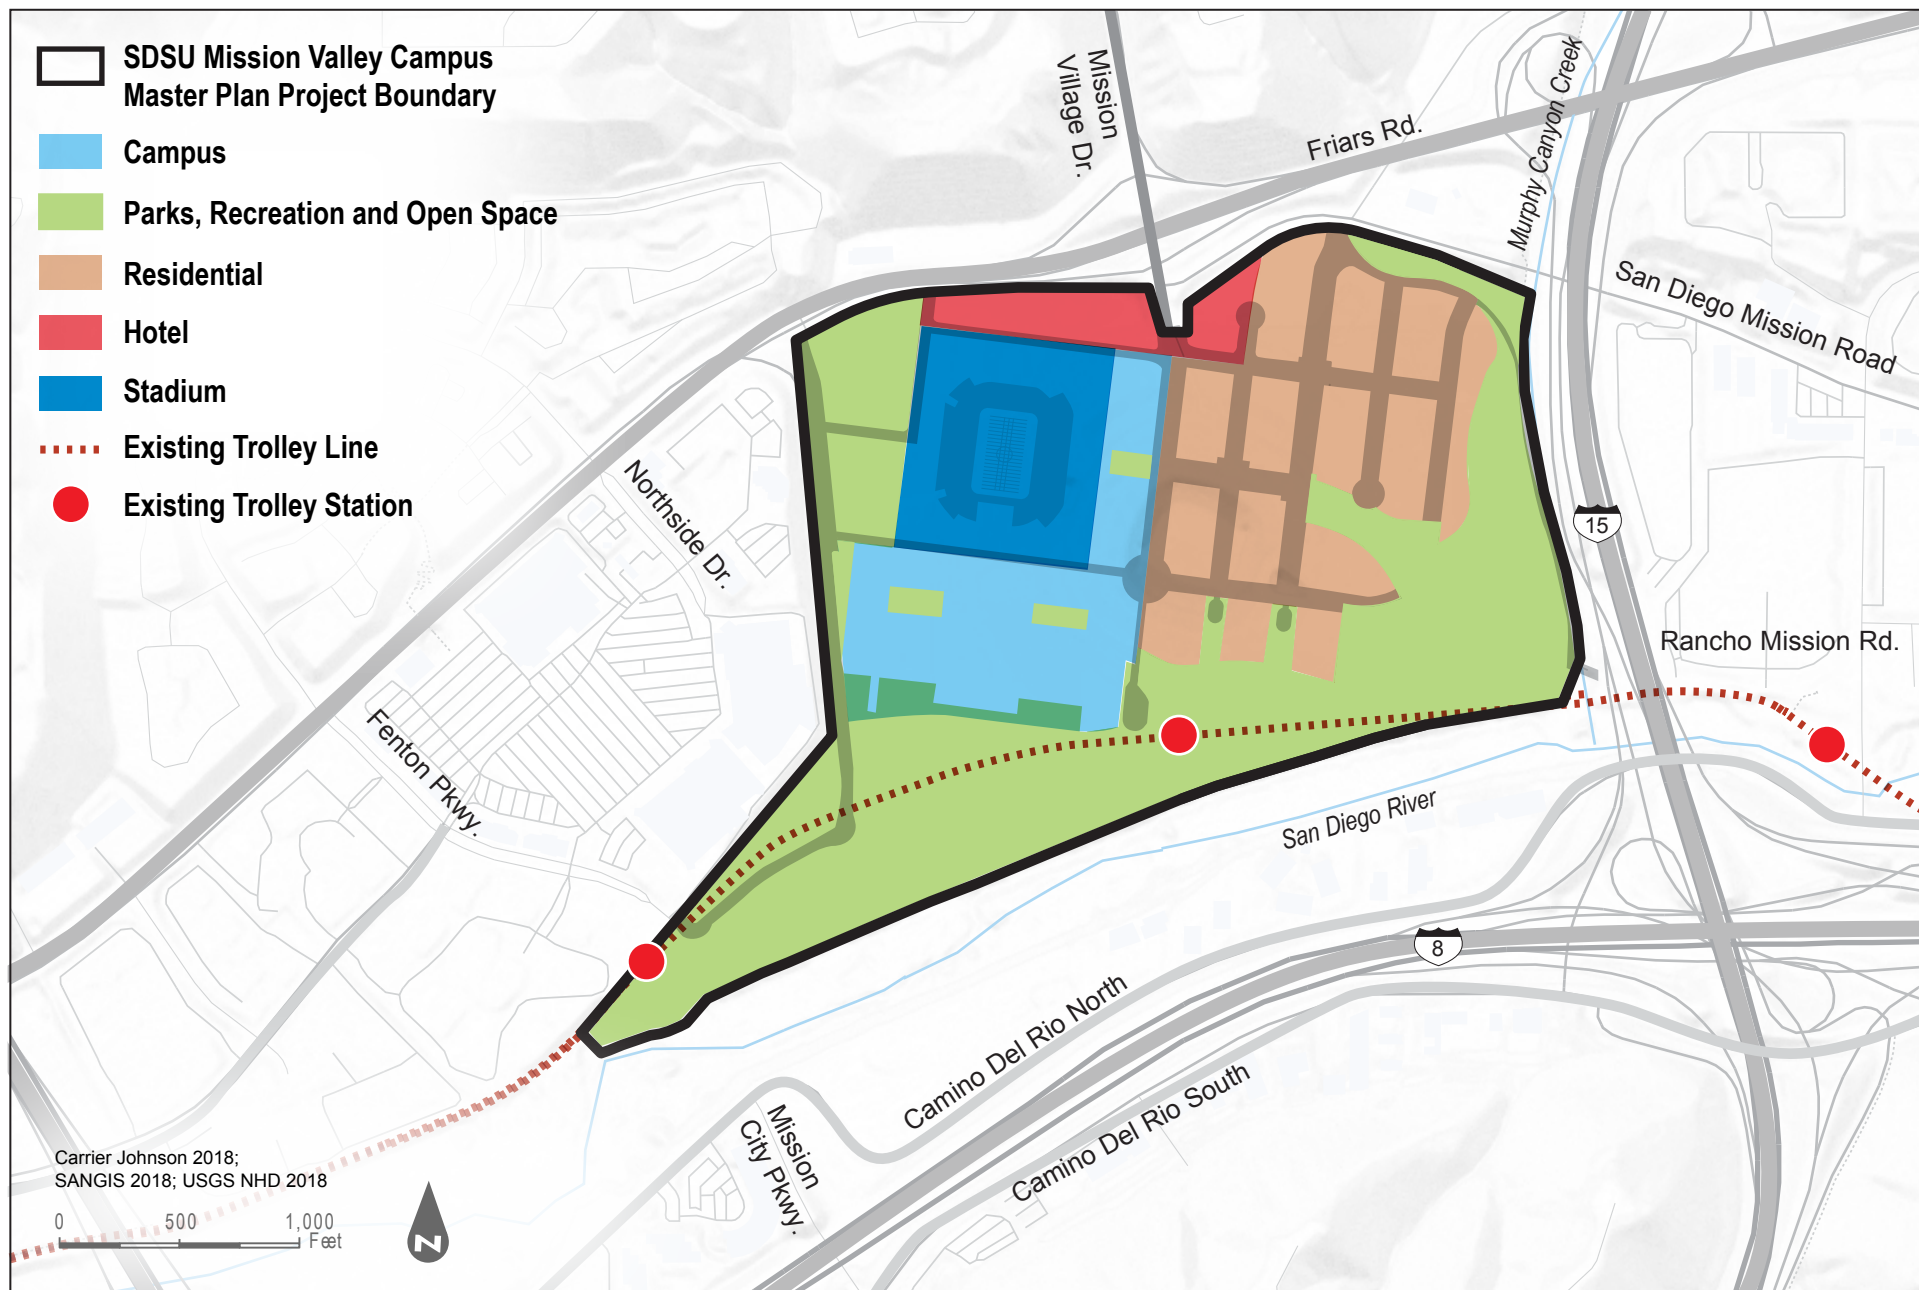 SDSU Mission Valley Campus
Master Plan Project Boundary
Campus
Parks, Recreation and Open Space
Residential
Hotel
Stadium
Existing Trolley Line
Existing Trolley Station
Mission
Village Dr.
Friars Rd.
Murphy Canyon Creek
San Diego Mission Road
Northside Dr.
15
Rancho Mission Rd.
Fenton Pkwy.
San Diego River
8
Camino Del Rio North
Camino Del Rio South
Mission
City Pkwy.
Carrier Johnson 2018;
SANGIS 2018; USGS NHD 2018
0 500 1,000
Feet
N